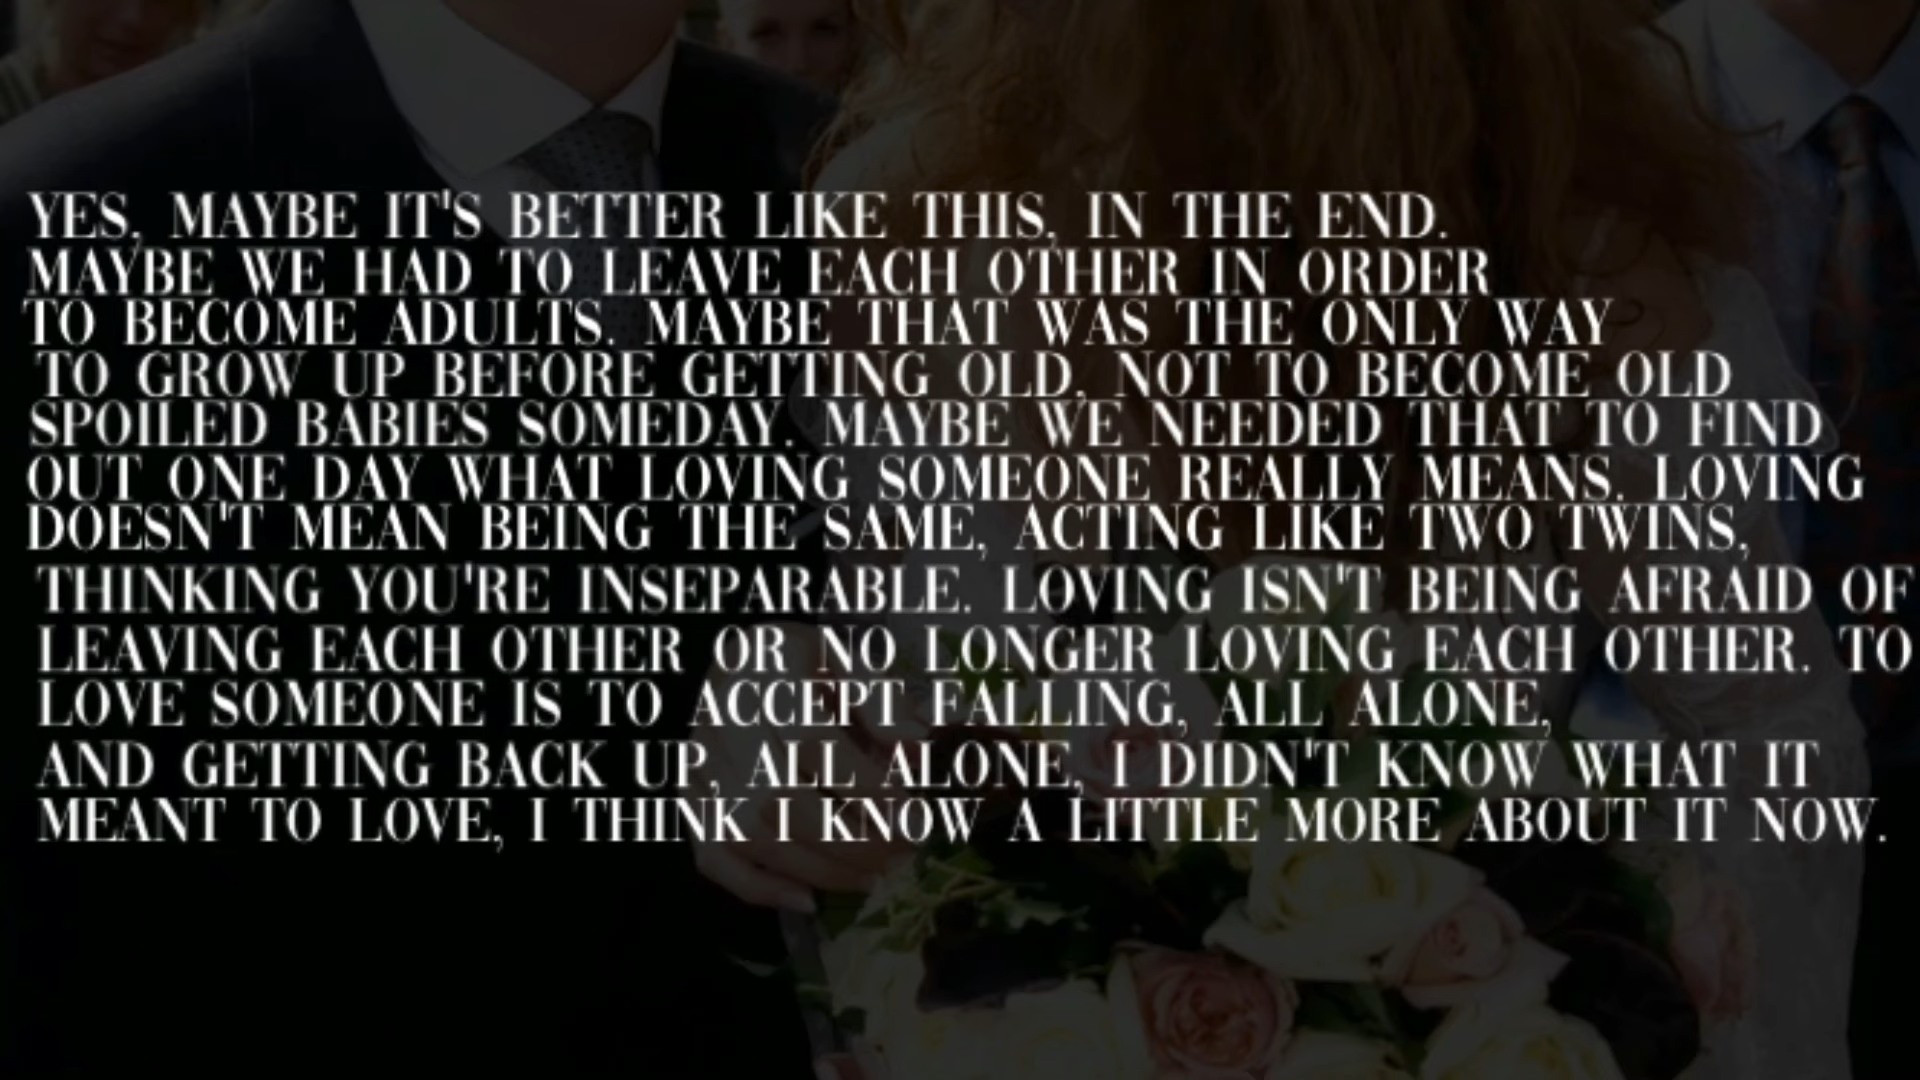 YES, MAYBE IT'S BETTER LIKE THIS, IN THE END.
MAYBE WE HAD TO LEAVE EACH OTHER IN ORDER
TO BECOME ADULTS. MAYBE THAT WAS THE ONLY WAY
TO GROW UP BEFORE GETTING OLD, NOT TO BECOME OLD
SPOILED BABIES SOMEDAY. MAYBE WE NEEDED THAT TO FIND
OUT ONE DAY WHAT LOVING SOMEONE REALLY MEANS. LOVING
DOESN'T MEAN BEING THE SAME, ACTING LIKE TWO TWINS,
THINKING YOU'RE INSEPARABLE. LOVING ISN'T BEING AFRAID OF
LEAVING EACH OTHER OR NO LONGER LOVING EACH OTHER. TO
LOVE SOMEONE IS TO ACCEPT FALLING, ALL ALONE,
AND GETTING BACK UP, ALL ALONE, I DIDN'T KNOW WHAT IT
MEANT TO LOVE, I THINK I KNOW A LITTLE MORE ABOUT IT NOW.